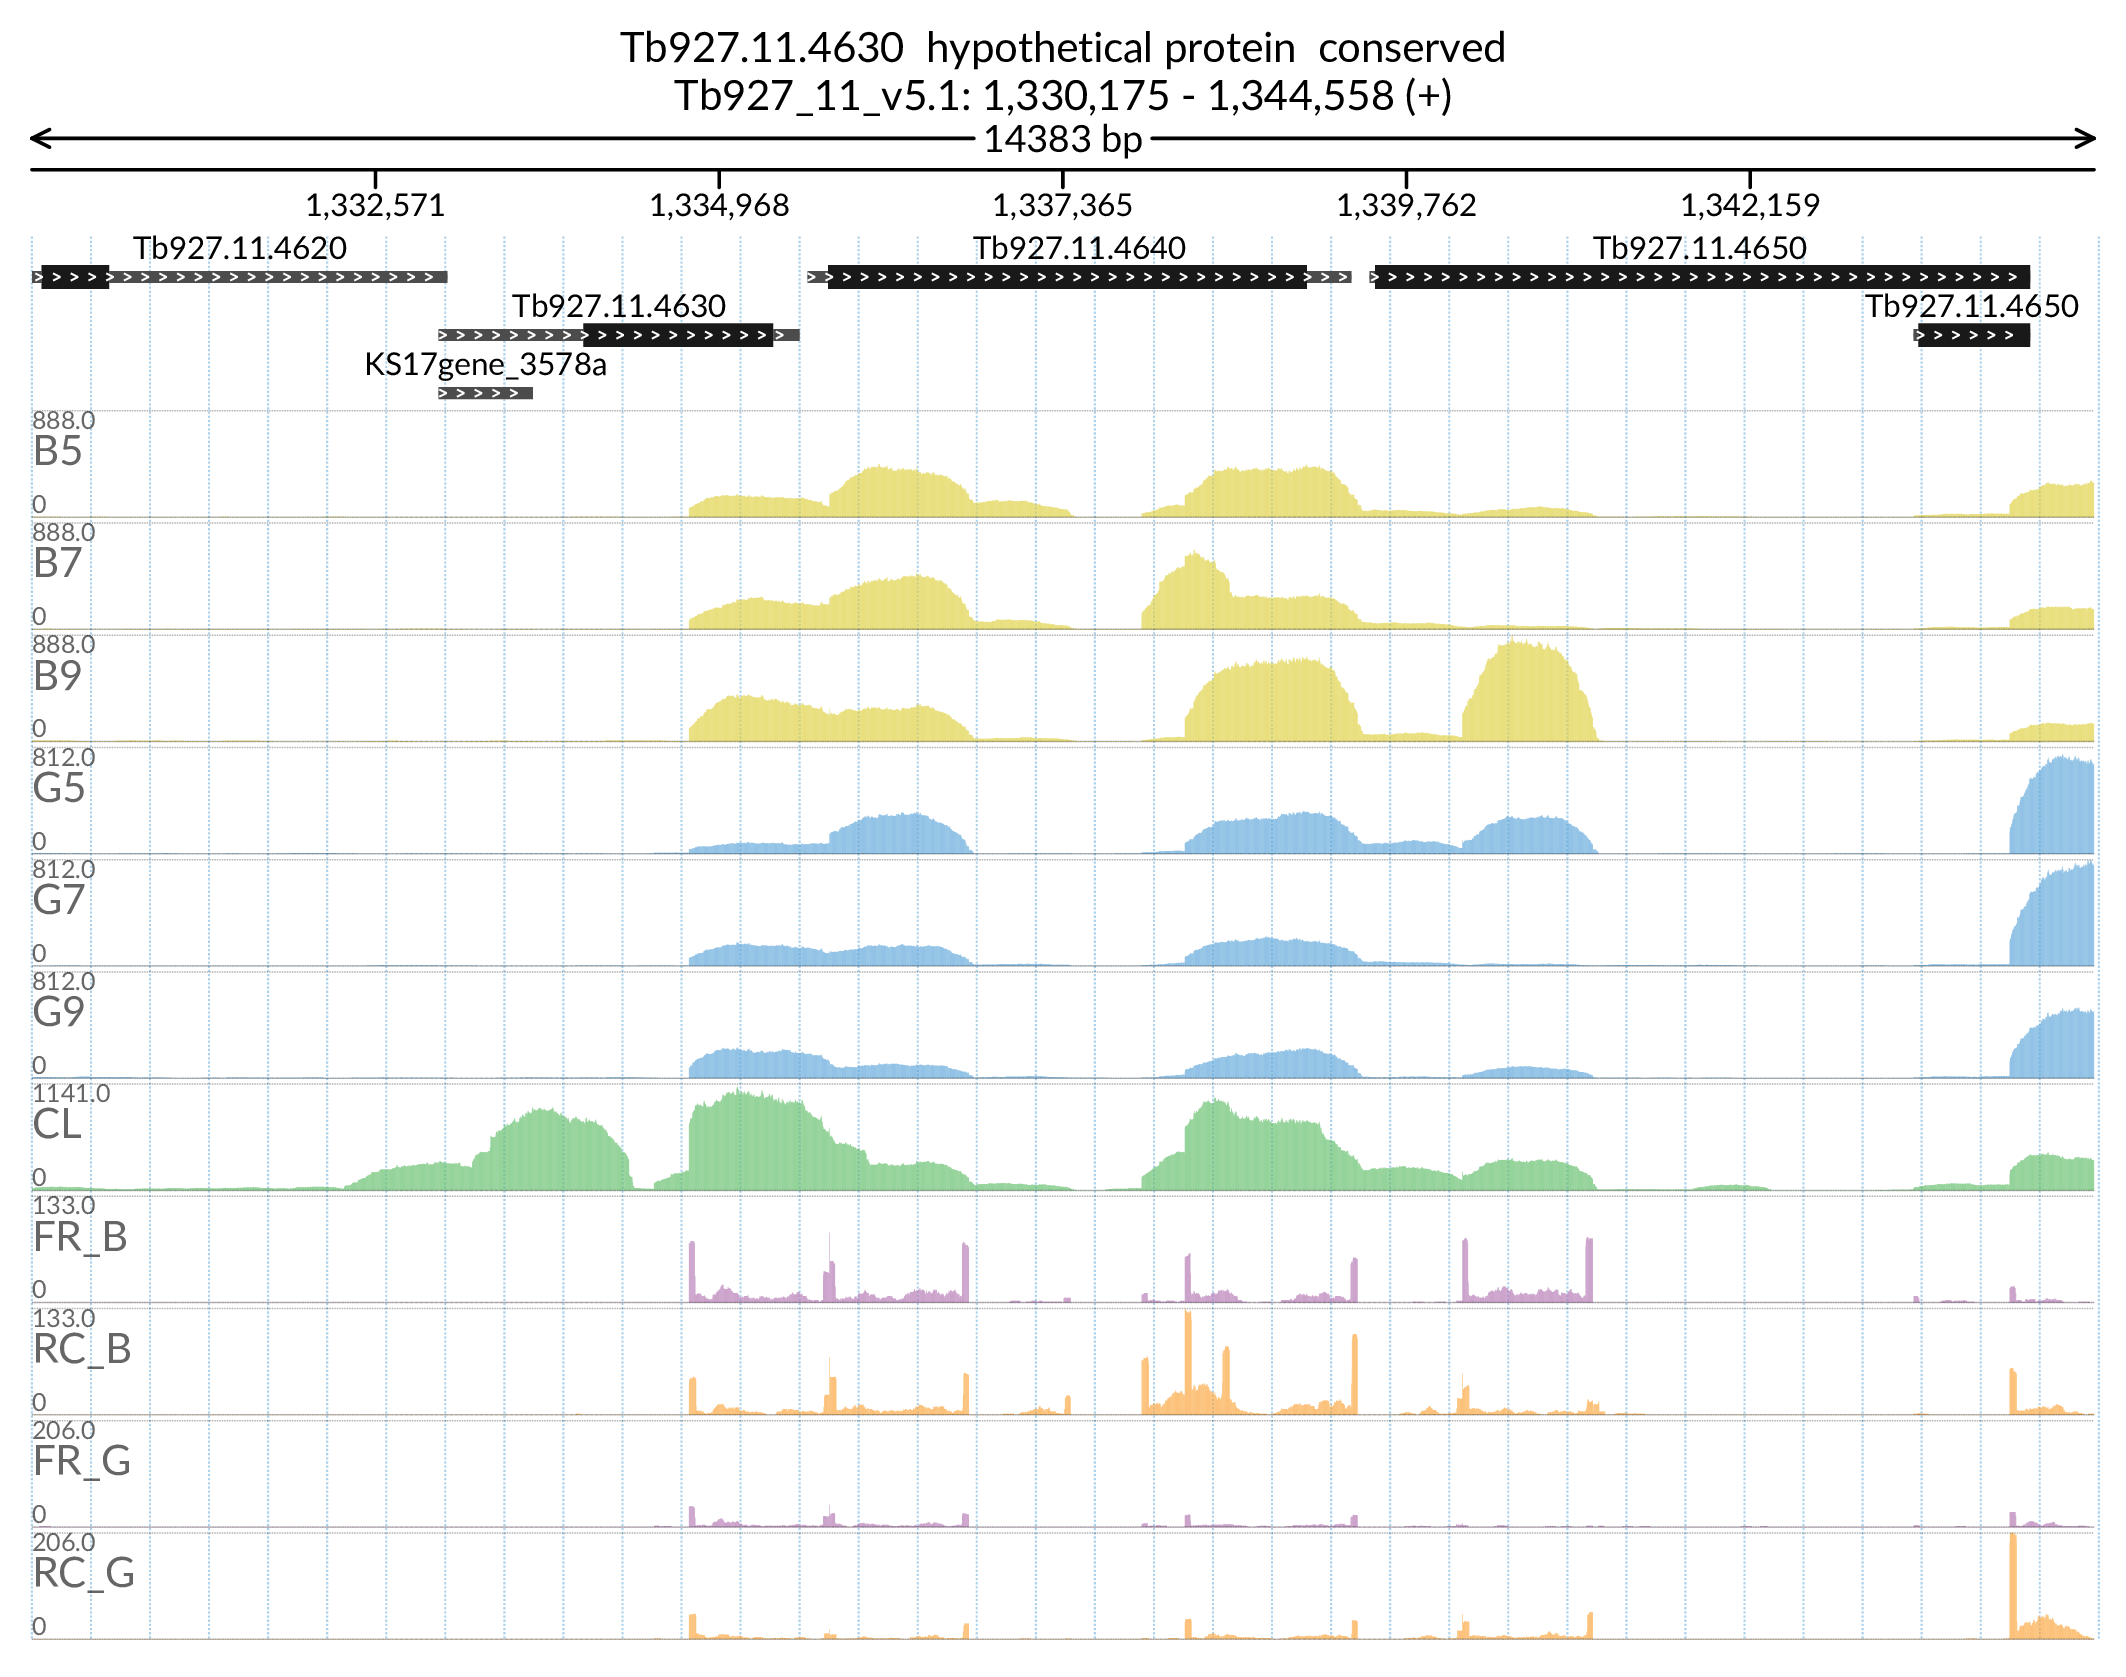 Tb927.11.4630  hypothetical protein  conserved
Tb927_11_v5.1: 1,330,175 - 1,344,558 (+)
14383 bp
1,332,571 1,334,968 1,337,365 1,339,762 1,342,159
Tb927.11.4620 Tb927.11.4640 Tb927.11.4650
Tb927.11.4630 Tb927.11.4650
KS17gene_3578a
888.0
B5
0
888.0
B7
0
888.0
B9
0
812.0
G5
0
812.0
G7
0
812.0
G9
0
1141.0
CL
0
133.0
FR_B
0
133.0
RC_B
0
206.0
FR_G
0
206.0
RC_G
0